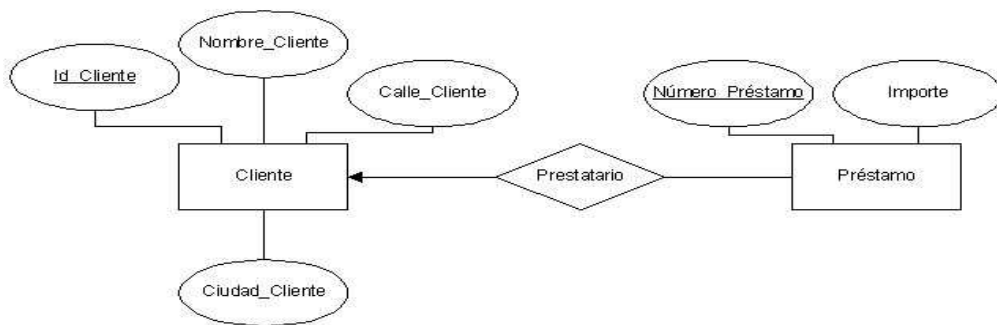 Nombre_Cliente
Id_Cliente
Calle_Cliente
Número_Préstamo
Importe
Cliente
Prestatario
Préstamo
Ciudad_Cliente